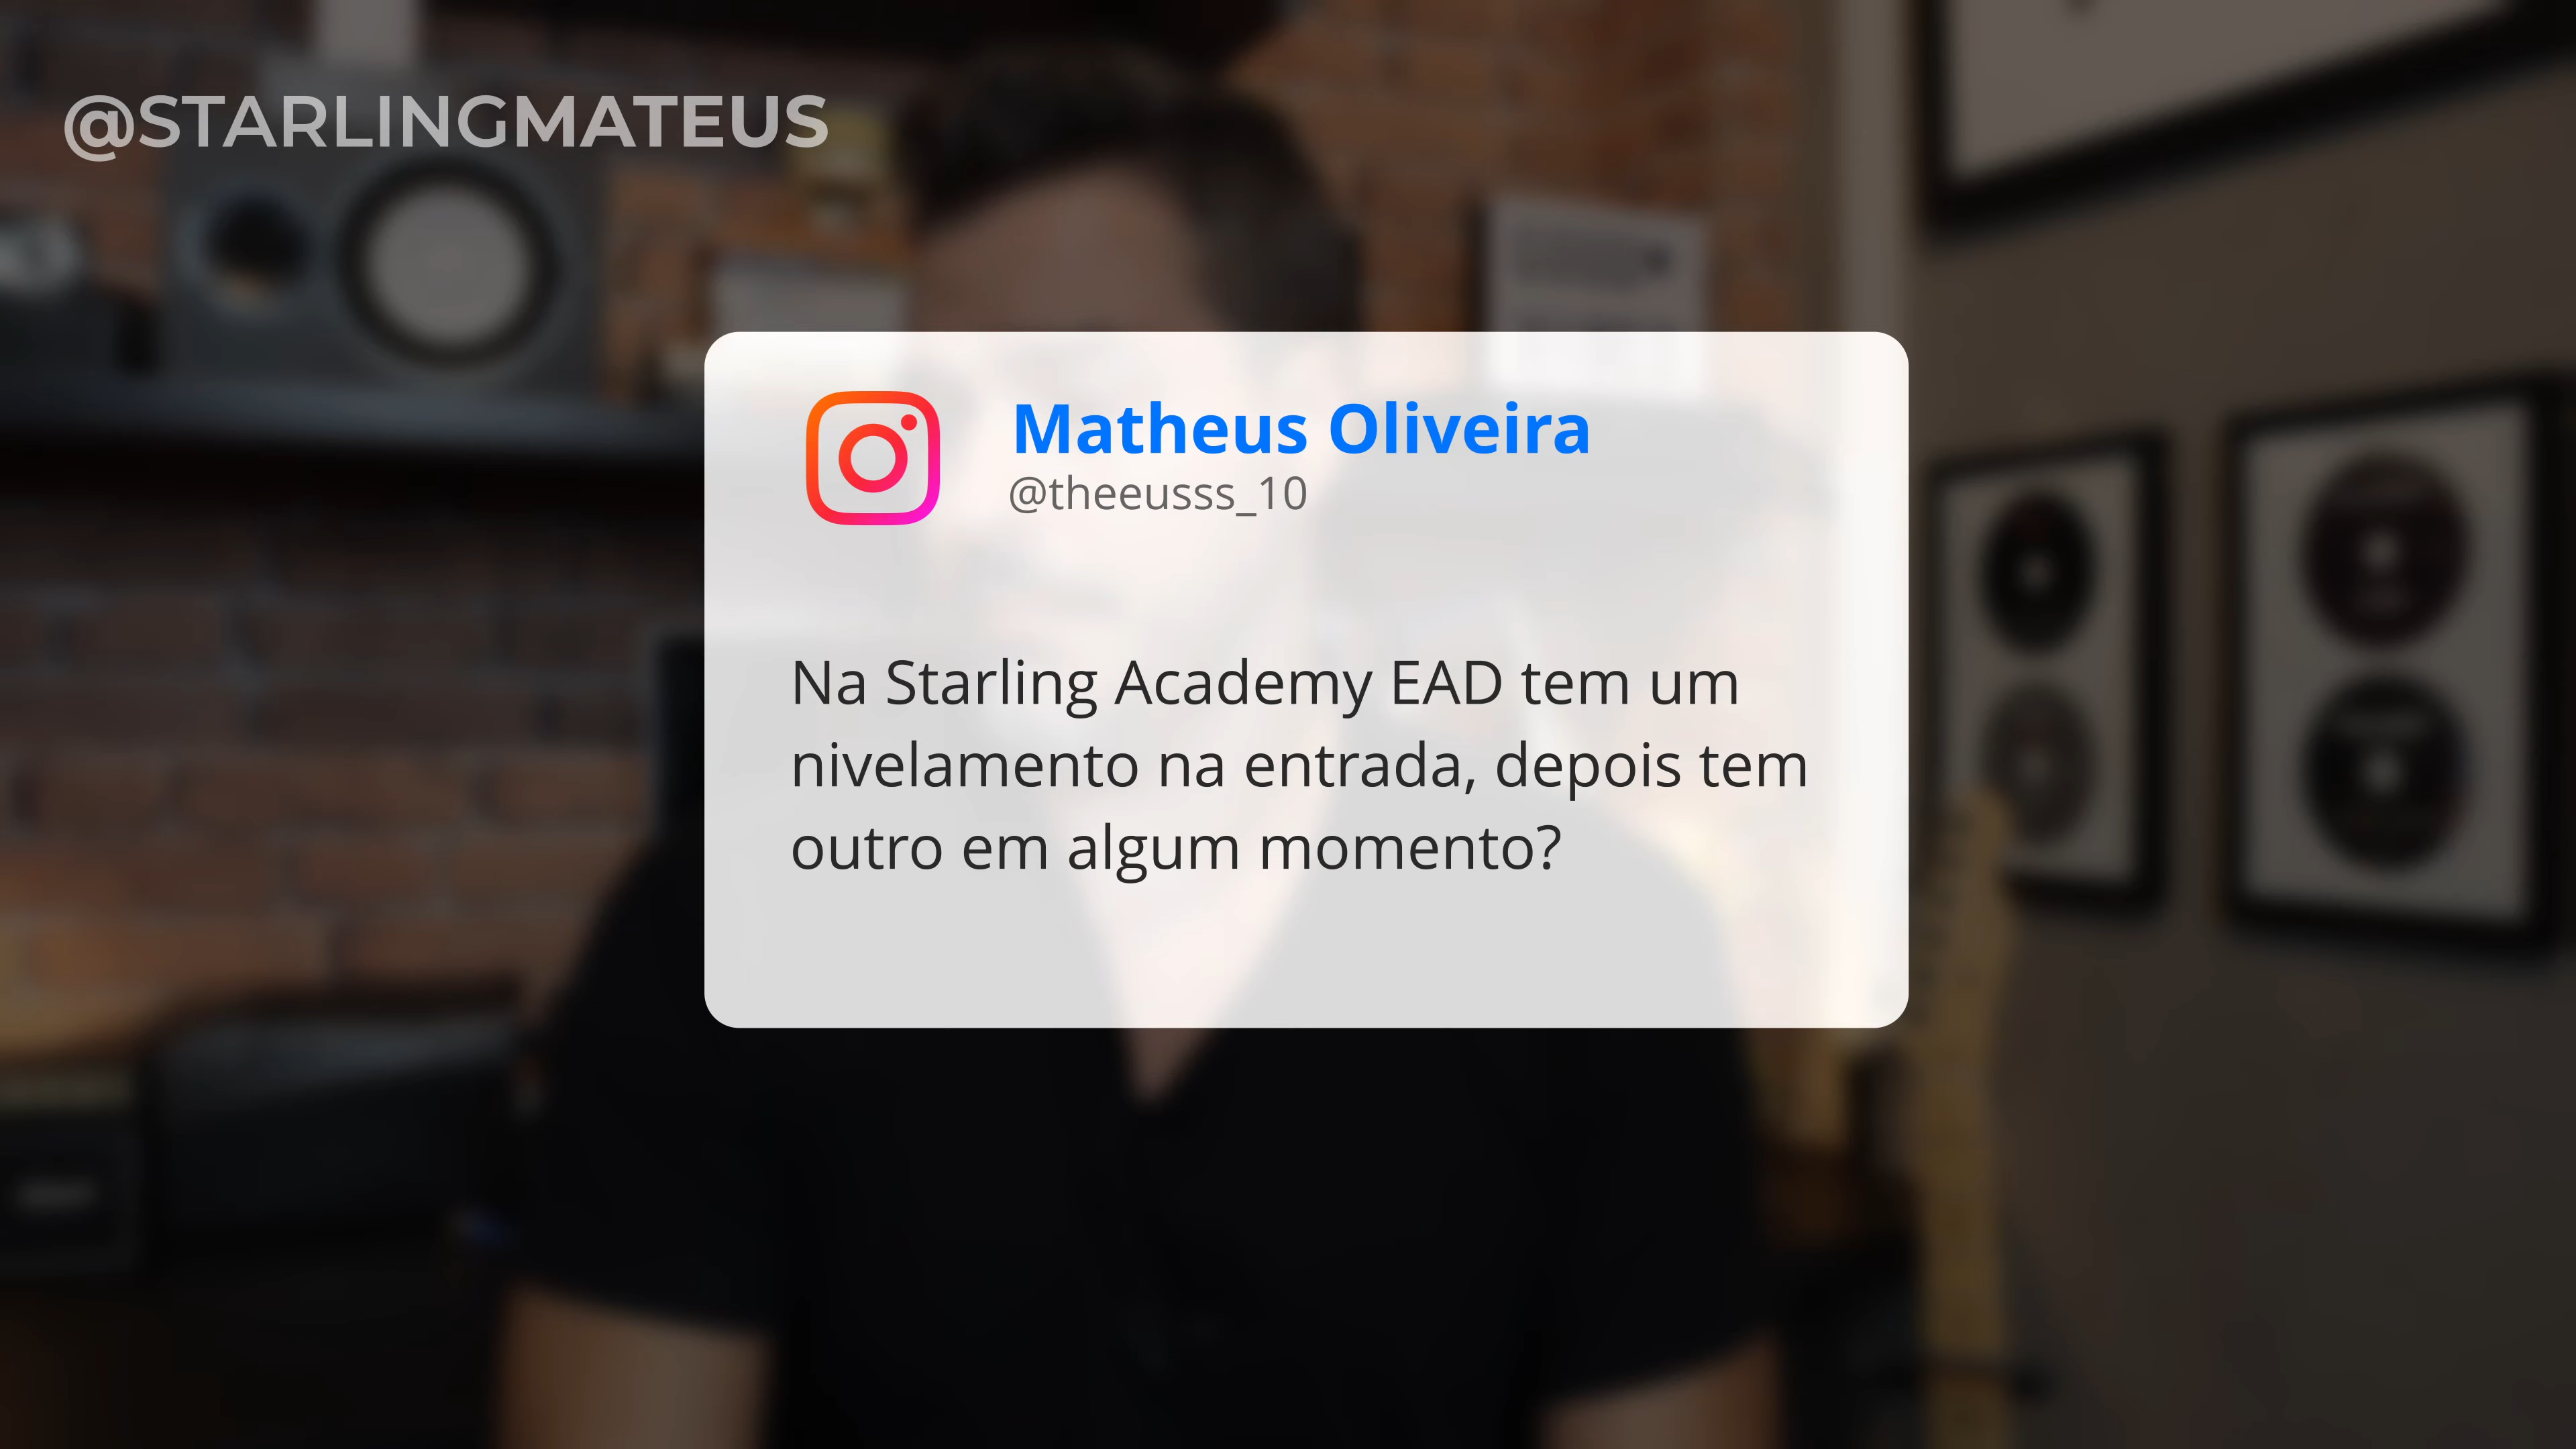 @STARLINGMATEUS
Matheus Oliveira
@theeusss_10
Na Starling Academy EAD tem um
nivelamento na entrada, depois tem
outro em algum momento?